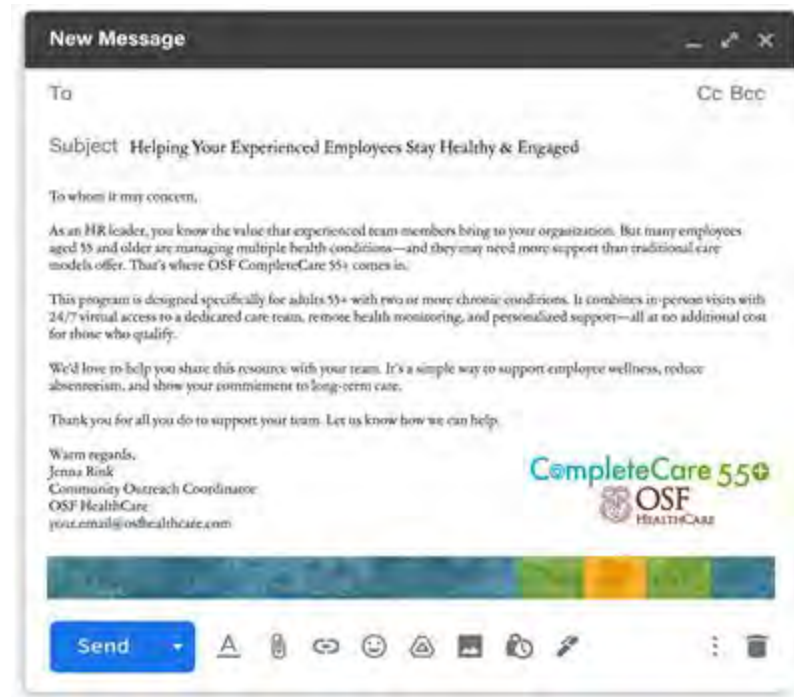 New Message
To Cc Bcc
Subject Helping Your Experienced Employees Stay Healthy & Engaged
To whom it may concern,
As an HR leader, you know the value that experienced team members bring to your organization. But many employees
aged 55 and older are managing multiple health conditions—and they may need more support than traditional care
models offer. That's where OSF CompleteCare 55+ comes in.
This program is designed specifically for adults 55+ with two or more chronic conditions. It combines in-person visits with
24/7 virtual access to a dedicated care team, remote health monitoring, and personalized support—all at no additional cost
for those who qualify.
We'd love to help you share this resource with your team. It's a simple way to support employee wellness, reduce
absenteeism, and show your commitment to long-term care.
Thank you for all you do to support your team. Let us know how we can help.
Warm regards,
Jenna Rink
Community Outreach Coordinator
OSF HealthCare
your.email@osfhealthcare.com
CompleteCare 55+
OSF
HEALTHCARE
Send